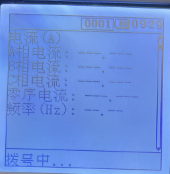 0001 0929
电流(A)
A相电流: --.--
B相电流: --.--
C相电流: --.--
零序电流: --.--
频率(Hz): --.--
拨号中...